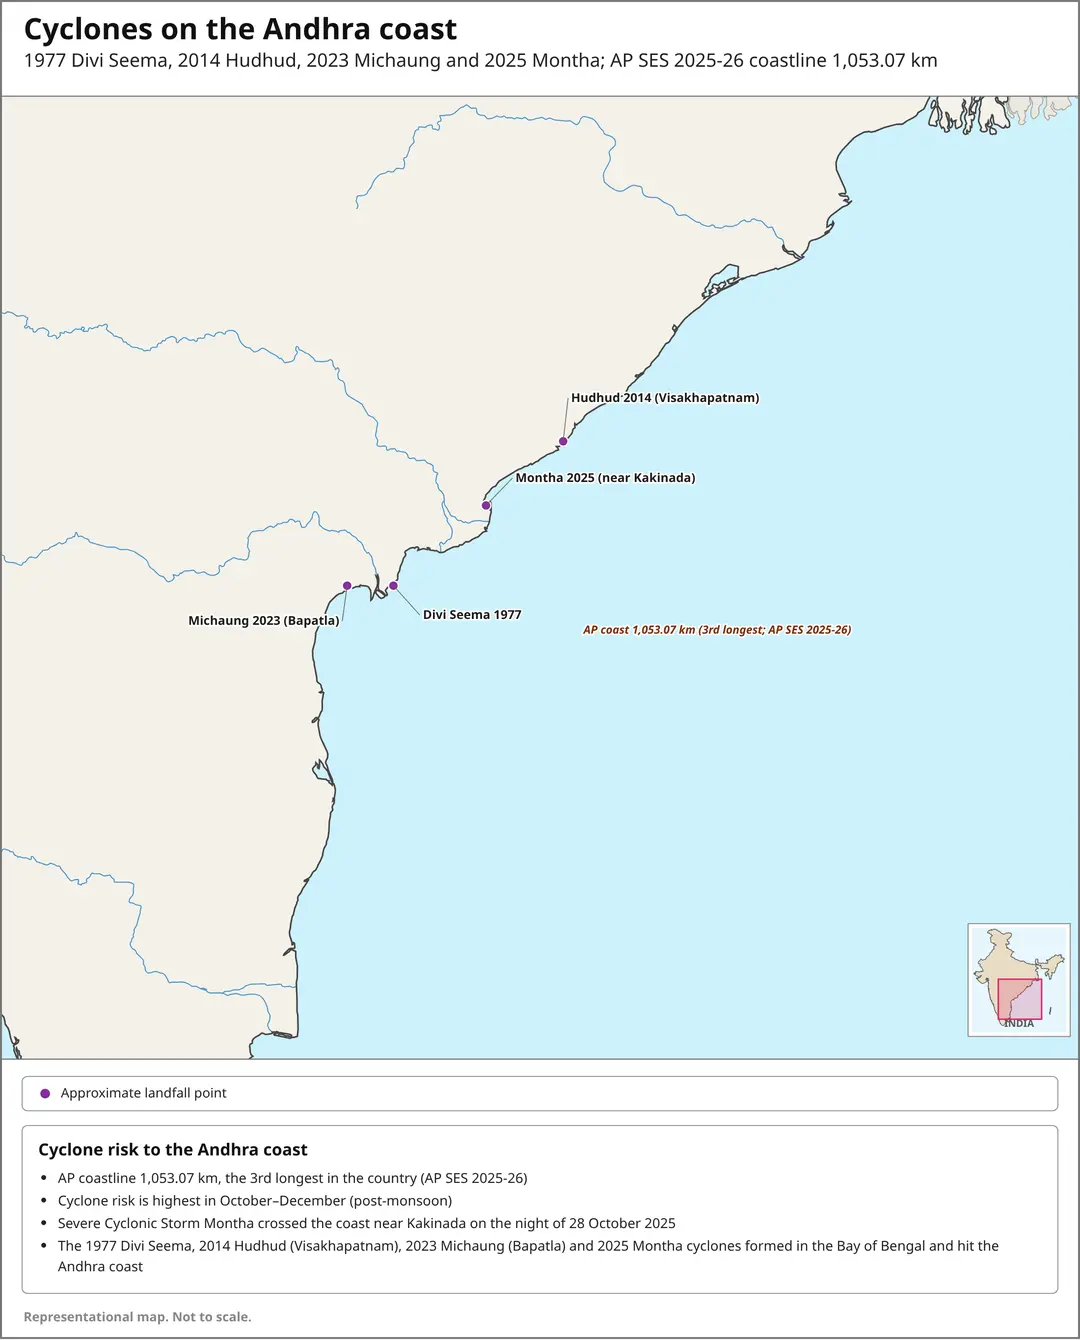 Cyclones on the Andhra coast
1977 Divi Seema, 2014 Hudhud, 2023 Michaung and 2025 Montha; AP SES 2025-26 coastline 1,053.07 km
Hudhud 2014 (Visakhapatnam)
Montha 2025 (near Kakinada)
Divi Seema 1977
Michaung 2023 (Bapatla)
AP coast 1,053.07 km (3rd longest; AP SES 2025-26)
INDIA
Approximate landfall point
Cyclone risk to the Andhra coast
• AP coastline 1,053.07 km, the 3rd longest in the country (AP SES 2025-26)
• Cyclone risk is highest in October–December (post-monsoon)
• Severe Cyclonic Storm Montha crossed the coast near Kakinada on the night of 28 October 2025
• The 1977 Divi Seema, 2014 Hudhud (Visakhapatnam), 2023 Michaung (Bapatla) and 2025 Montha cyclones formed in the Bay of Bengal and hit the
Andhra coast
Representational map. Not to scale.